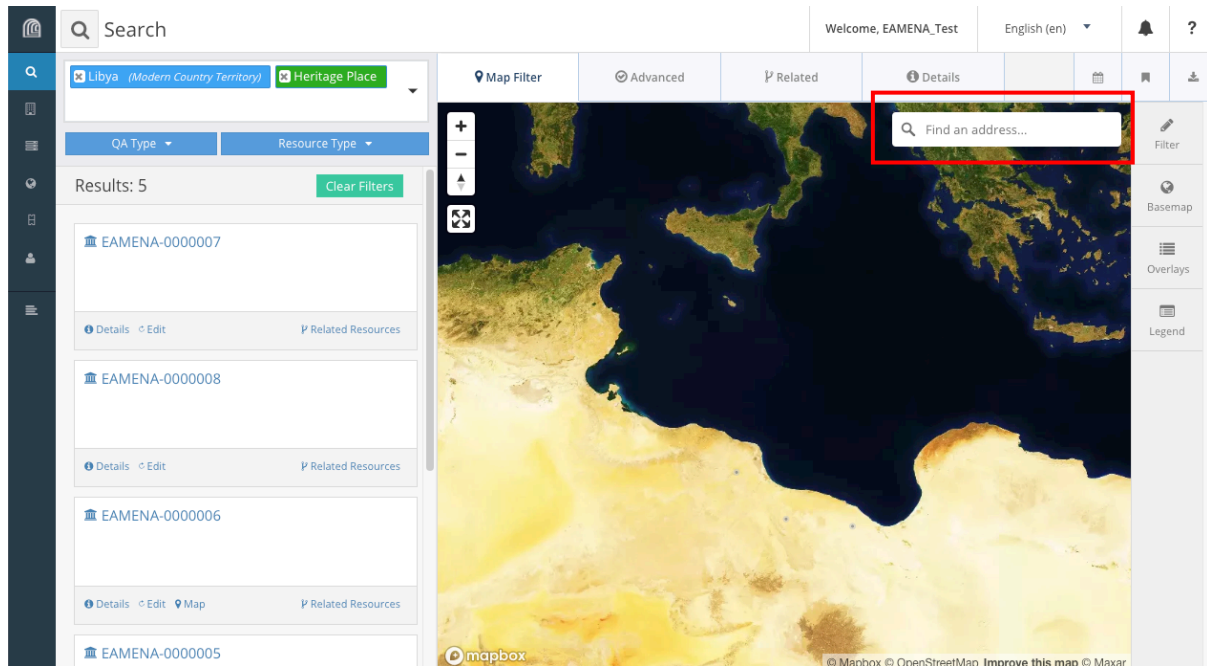 Search
Welcome, EAMENA_Test
English (en)
?
Libya (Modern Country Territory)
Heritage Place
QA Type
Resource Type
Results: 5
Clear Filters
EAMENA-0000007
Details Edit Related Resources
EAMENA-0000008
Details Edit Related Resources
EAMENA-0000006
Details Edit Map Related Resources
EAMENA-0000005
Map Filter
Advanced
Related
Details
Find an address...
Filter
Basemap
Overlays
Legend
mapbox
© Mapbox © OpenStreetMap Improve this map © Maxar